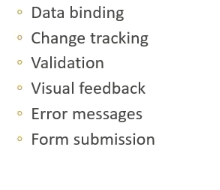 ◦ Data binding
◦ Change tracking
◦ Validation
◦ Visual feedback
◦ Error messages
◦ Form submission